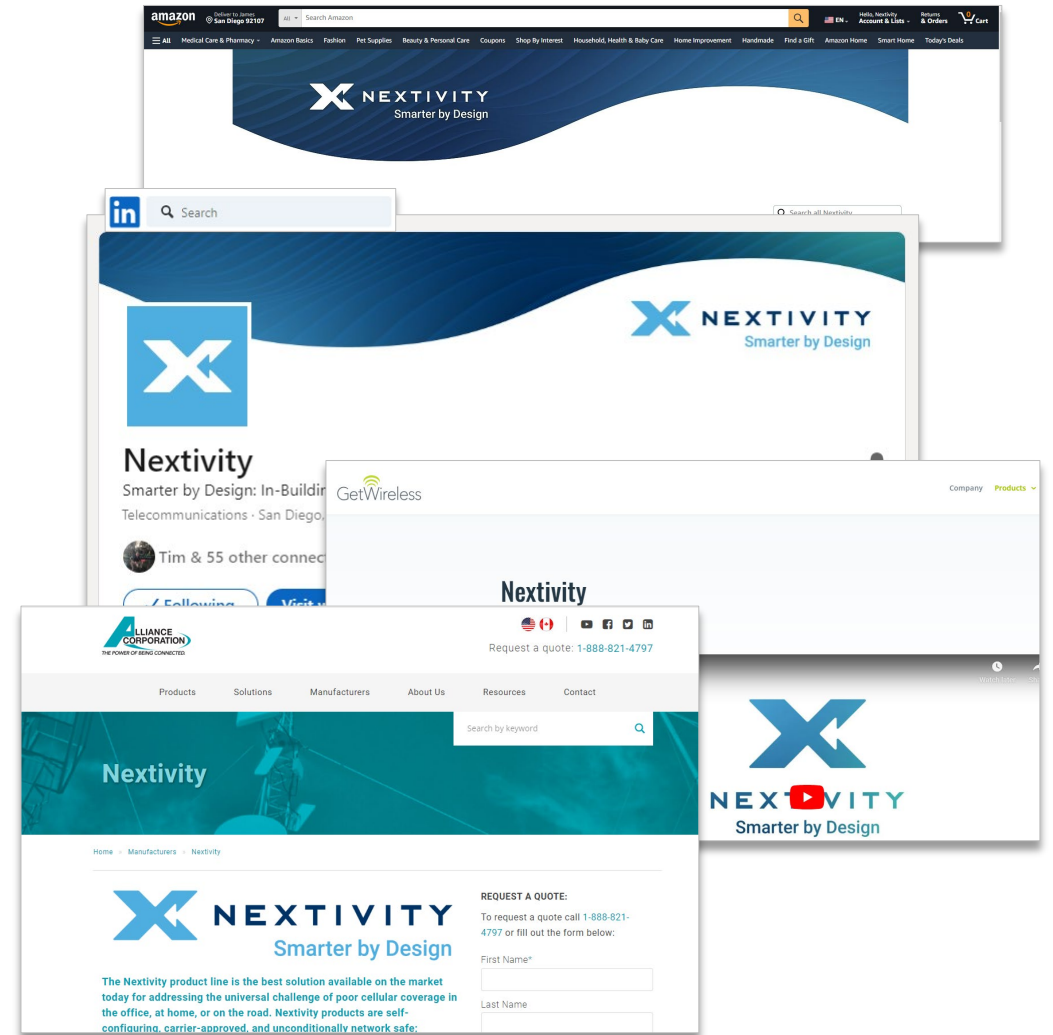 amazon
Deliver to James
San Diego 92107
All
Search Amazon
EN
Hello, Nextivity
Account & Lists
Returns
& Orders
0
Cart
All
Medical Care & Pharmacy
Amazon Basics
Fashion
Pet Supplies
Beauty & Personal Care
Coupons
Shop By Interest
Household, Health & Baby Care
Home Improvement
Handmade
Find a Gift
Amazon Home
Smart Home
Today's Deals
NEXTIVITY
Smarter by Design
Search all Nextivity
in
Search
NEXTIVITY
Smarter by Design
Nextivity
Smarter by Design: In-Buildin
Telecommunications · San Diego,
Tim & 55 other connec
Following
Visit
GetWireless
Company
Products
Nextivity
NEXTIVITY
Smarter by Design
ALLIANCE
CORPORATION
THE POWER OF BEING CONNECTED.
Request a quote: 1-888-821-4797
Products
Solutions
Manufacturers
About Us
Resources
Contact
Search by keyword
Nextivity
Home » Manufacturers » Nextivity
NEXTIVITY
Smarter by Design
The Nextivity product line is the best solution available on the market
today for addressing the universal challenge of poor cellular coverage in
the office, at home, or on the road. Nextivity products are self-
configuring, carrier-approved, and unconditionally network safe:
REQUEST A QUOTE:
To request a quote call 1-888-821-
4797 or fill out the form below:
First Name*
Last Name